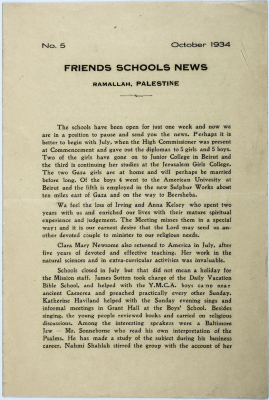 No. 5 October 1934
FRIENDS SCHOOLS NEWS
RAMALLAH, PALESTINE
The schools have been open for just one week and now we
are in a position to pause and send you the news. Perhaps it is
better to begin with July, when the High Commissioner was present
at Commencement and gave out the diplomas to 5 girls and 5 boys.
Two of the girls have gone on to Junior College in Beirut and
the third is continuing her studies at the Jerusalem Girls College.
The two Gaza girls are at home and will perhaps be married
before long. Of the boys 4 went to the American University at
Beirut and the fifth is employed in the new Sulphur Works about
ten miles east of Gaza and on the way to Beersheba.
We feel the loss of Irving and Anna Kelsey who spent two
years with us and enriched our lives with their mature spiritual
experience and judgement. The Meeting misses them in a special
way; and it is our earnest desire that the Lord may send us an-
other devoted couple to minister to our religious needs.
Clara Mary Newsome also returned to America in July, after
five years of devoted and effective teaching. Her work in the
natural sciences and in extra-curricular activities was invaluable.
Schools closed in July but that did not mean a holiday for
the Mission staff. James Sutton took charge of the Daily Vacation
Bible School, and helped with the Y.M.C.A. boys camp near
ancient Caesarea and preached practically every other Sunday.
Katherine Haviland helped with the Sunday evening sings and
informal meetings in Grant Hall at the Boys' School. Besides
singing, the young people reviewed books and carried on religious
discussions. Among the interesting speakers were a Baltimore
Jew — Mr. Sonneborne who read his own interpretation of the
Psalms. He has made a study of the subject during his business
career. Nahmi Shahlah stirred the group with the account of her